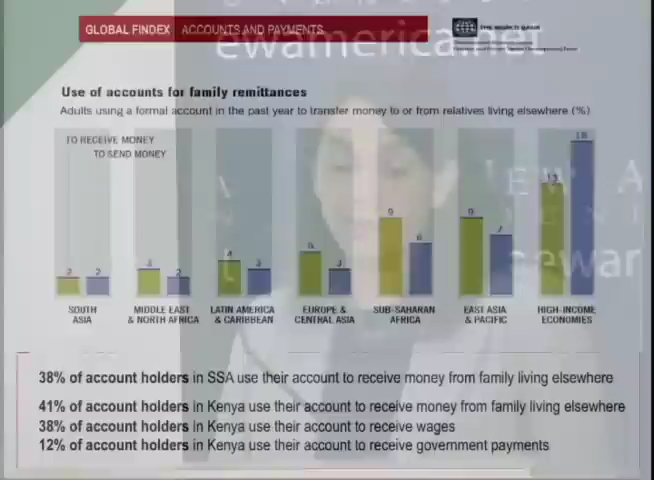 GLOBAL FINDEX ACCOUNTS AND PAYMENTS
THE WORLD BANK
ewamerica.net
Use of accounts for family remittances
Adults using a formal account in the past year to transfer money to or from relatives living elsewhere (%)
TO RECEIVE MONEY
TO SEND MONEY
18
9 9
6 7
2 2 2
SOUTH ASIA
MIDDLE EAST & NORTH AFRICA
LATIN AMERICA & CARIBBEAN
EUROPE & CENTRAL ASIA
SUB-SAHARAN AFRICA
EAST ASIA & PACIFIC
HIGH-INCOME ECONOMIES
38% of account holders in SSA use their account to receive money from family living elsewhere
41% of account holders in Kenya use their account to receive money from family living elsewhere
38% of account holders in Kenya use their account to receive wages
12% of account holders in Kenya use their account to receive government payments